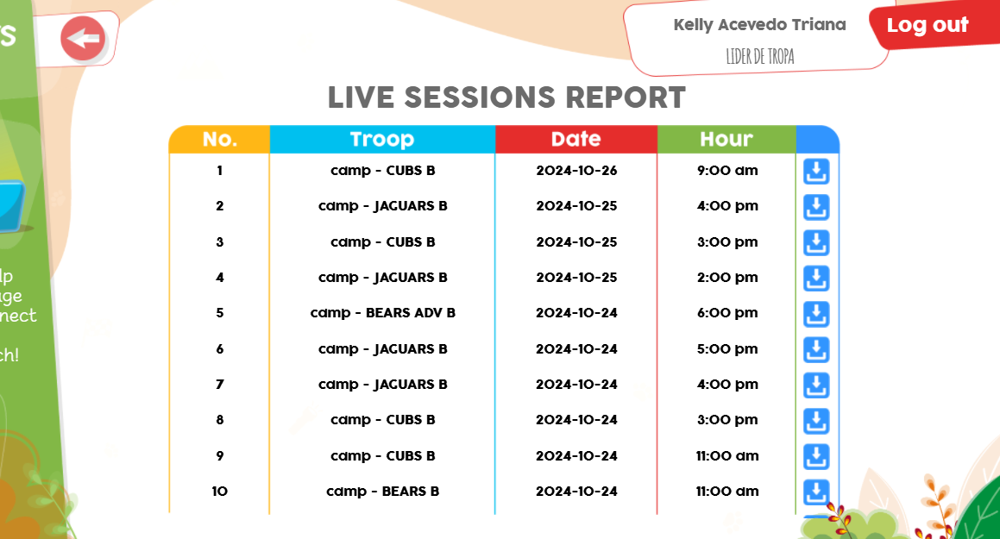 Kelly Acevedo Triana
LIDER DE TROPA
Log out
LIVE SESSIONS REPORT
No. Troop Date Hour
1 camp - CUBS B 2024-10-26 9:00 am
2 camp - JAGUARS B 2024-10-25 4:00 pm
3 camp - CUBS B 2024-10-25 3:00 pm
4 camp - JAGUARS B 2024-10-25 2:00 pm
5 camp - BEARS ADV B 2024-10-24 6:00 pm
6 camp - JAGUARS B 2024-10-24 5:00 pm
7 camp - JAGUARS B 2024-10-24 4:00 pm
8 camp - CUBS B 2024-10-24 3:00 pm
9 camp - CUBS B 2024-10-24 11:00 am
10 camp - BEARS B 2024-10-24 11:00 am